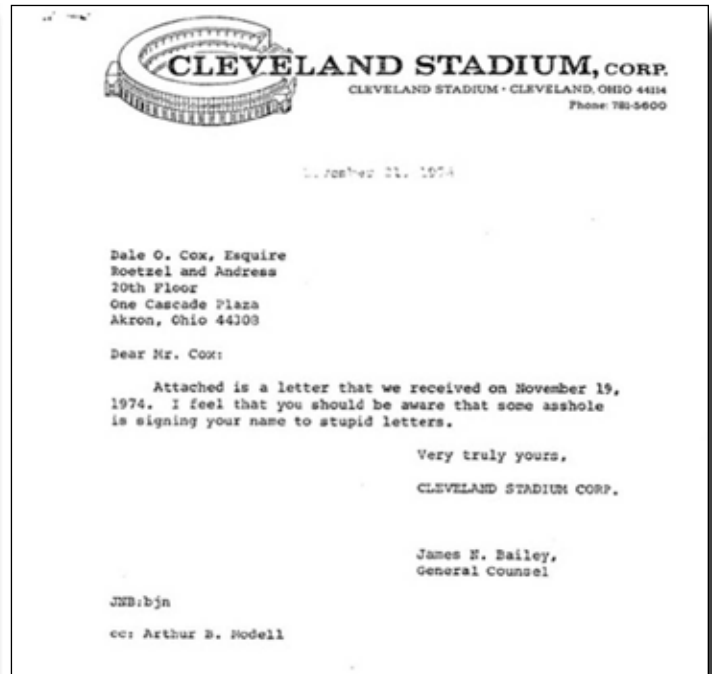 CLEVELAND STADIUM, CORP.
CLEVELAND STADIUM · CLEVELAND, OHIO 44114
Phone: 781-5600
21, 1974
Dale O. Cox, Esquire
Roetzel and Andress
20th Floor
One Cascade Plaza
Akron, Ohio 44308
Dear Mr. Cox:
Attached is a letter that we received on November 19,
1974. I feel that you should be aware that some asshole
is signing your name to stupid letters.
Very truly yours,
CLEVELAND STADIUM CORP.
James N. Bailey,
General Counsel
JNB:bjn
cc: Arthur B. Modell